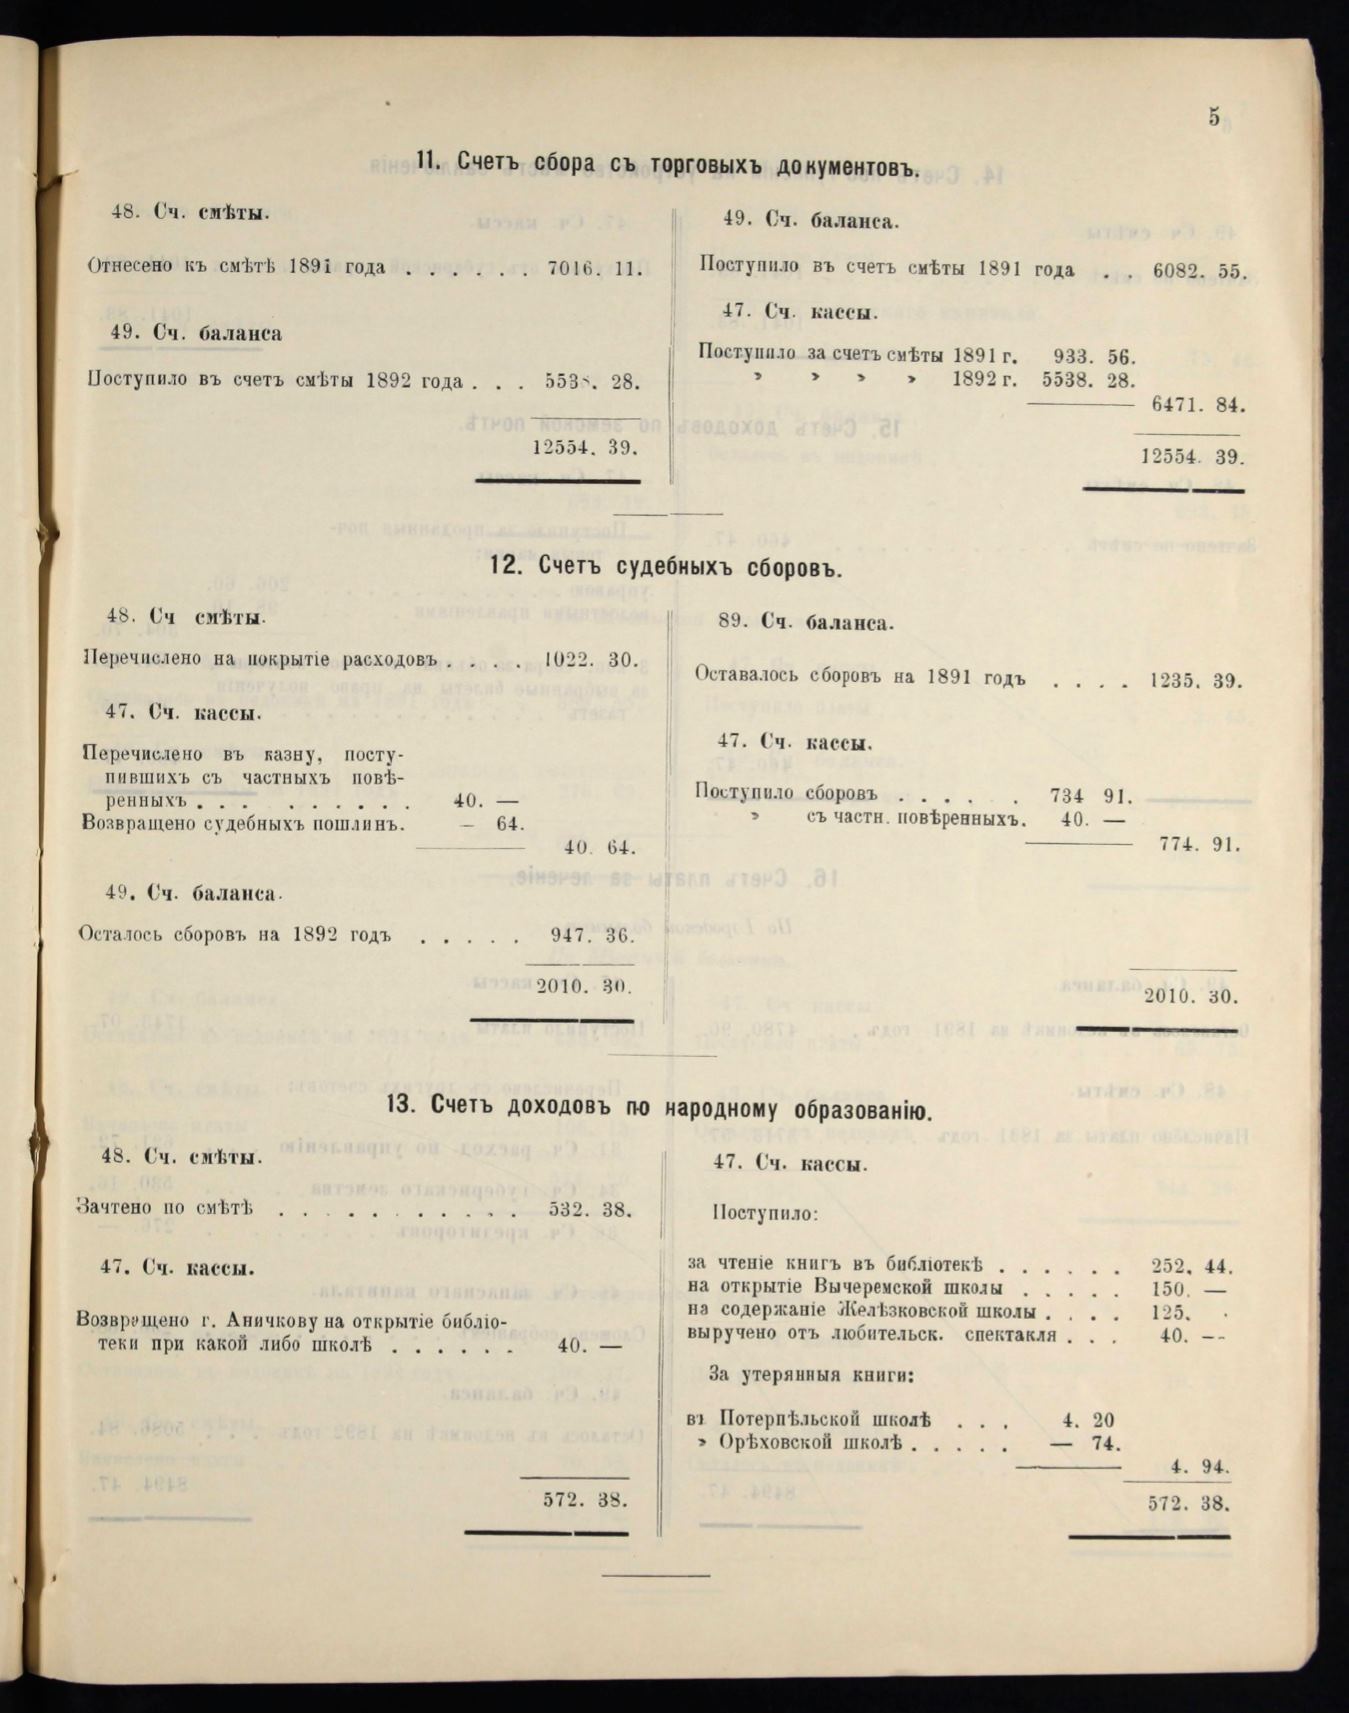 5
11. Счетъ сбора съ торговыхъ документовъ.
48. Сч. смѣты.
Отнесено къ смѣтѣ 1891 года . . . . . . 7016. 11.
49. Сч. баланса
Поступило въ счетъ смѣты 1892 года . . . 5538. 28.
12554. 39.
49. Сч. баланса.
Поступило въ счетъ смѣты 1891 года . . 6082. 55.
47. Сч. кассы.
Поступило за счетъ смѣты 1891 г. 933. 56.
» » » » 1892 г. 5538. 28.
6471. 84.
12554. 39.
12. Счетъ судебныхъ сборовъ.
48. Сч смѣты.
Перечислено на покрытіе расходовъ . . . . 1022. 30.
47. Сч. кассы.
Перечислено въ казну, посту-
пившихъ съ частныхъ повѣ-
ренныхъ . . . . . . . . . 40. —
Возвращено судебныхъ пошлинъ. — 64.
40. 64.
49. Сч. баланса.
Осталось сборовъ на 1892 годъ . . . . . 947. 36.
2010. 30.
89. Сч. баланса.
Оставалось сборовъ на 1891 годъ . . . . 1235. 39.
47. Сч. кассы.
Поступило сборовъ . . . . . 734 91.
» съ частн. повѣренныхъ. 40. —
774. 91.
2010. 30.
13. Счетъ доходовъ по народному образованію.
48. Сч. смѣты.
Зачтено по смѣтѣ . . . . . . . . . . . 532. 38.
47. Сч. кассы.
Возвращено г. Аничкову на открытіе библіо-
теки при какой либо школѣ . . . . . . 40. —
572. 38.
47. Сч. кассы.
Поступило:
за чтеніе книгъ въ библіотекѣ . . . . . . 252. 44.
на открытіе Вычеремской школы . . . . . 150. —
на содержаніе Желѣзковской школы . . . . 125. ·
выручено отъ любительск. спектакля . . . 40. --
За утерянныя книги:
въ Потерпѣльской школѣ . . . 4. 20
» Орѣховской школѣ . . . . . — 74.
4. 94.
572. 38.